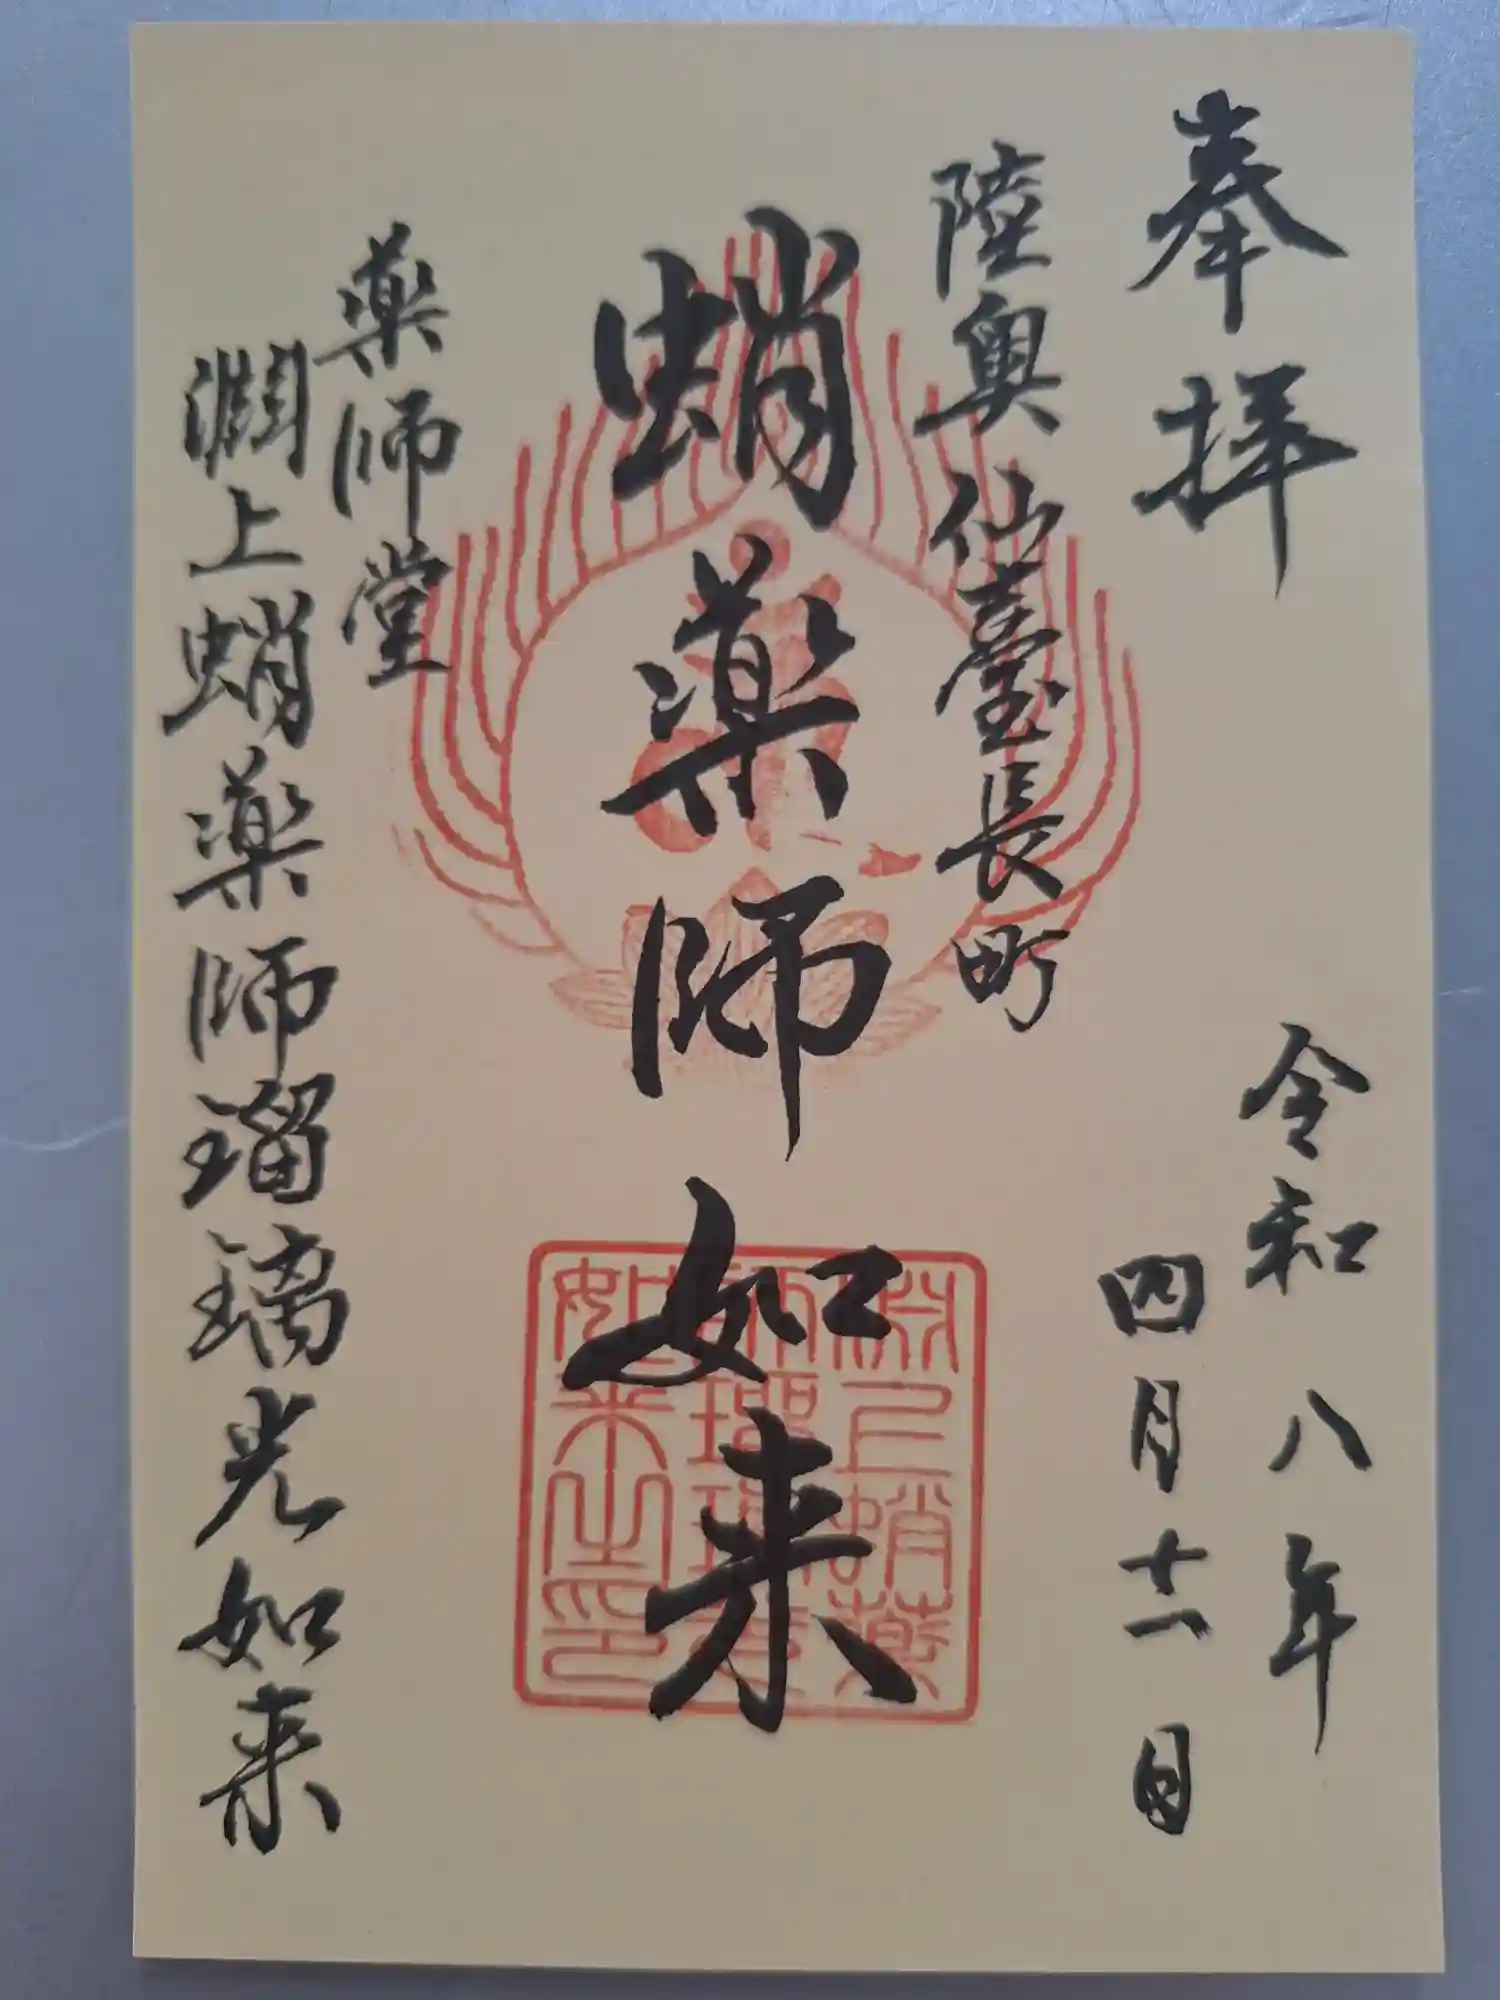 奉拝
令和八年
四月十一日
陸奥仙臺長町
蛸薬師如来
薬師堂
淵上蛸薬師瑠璃光如来